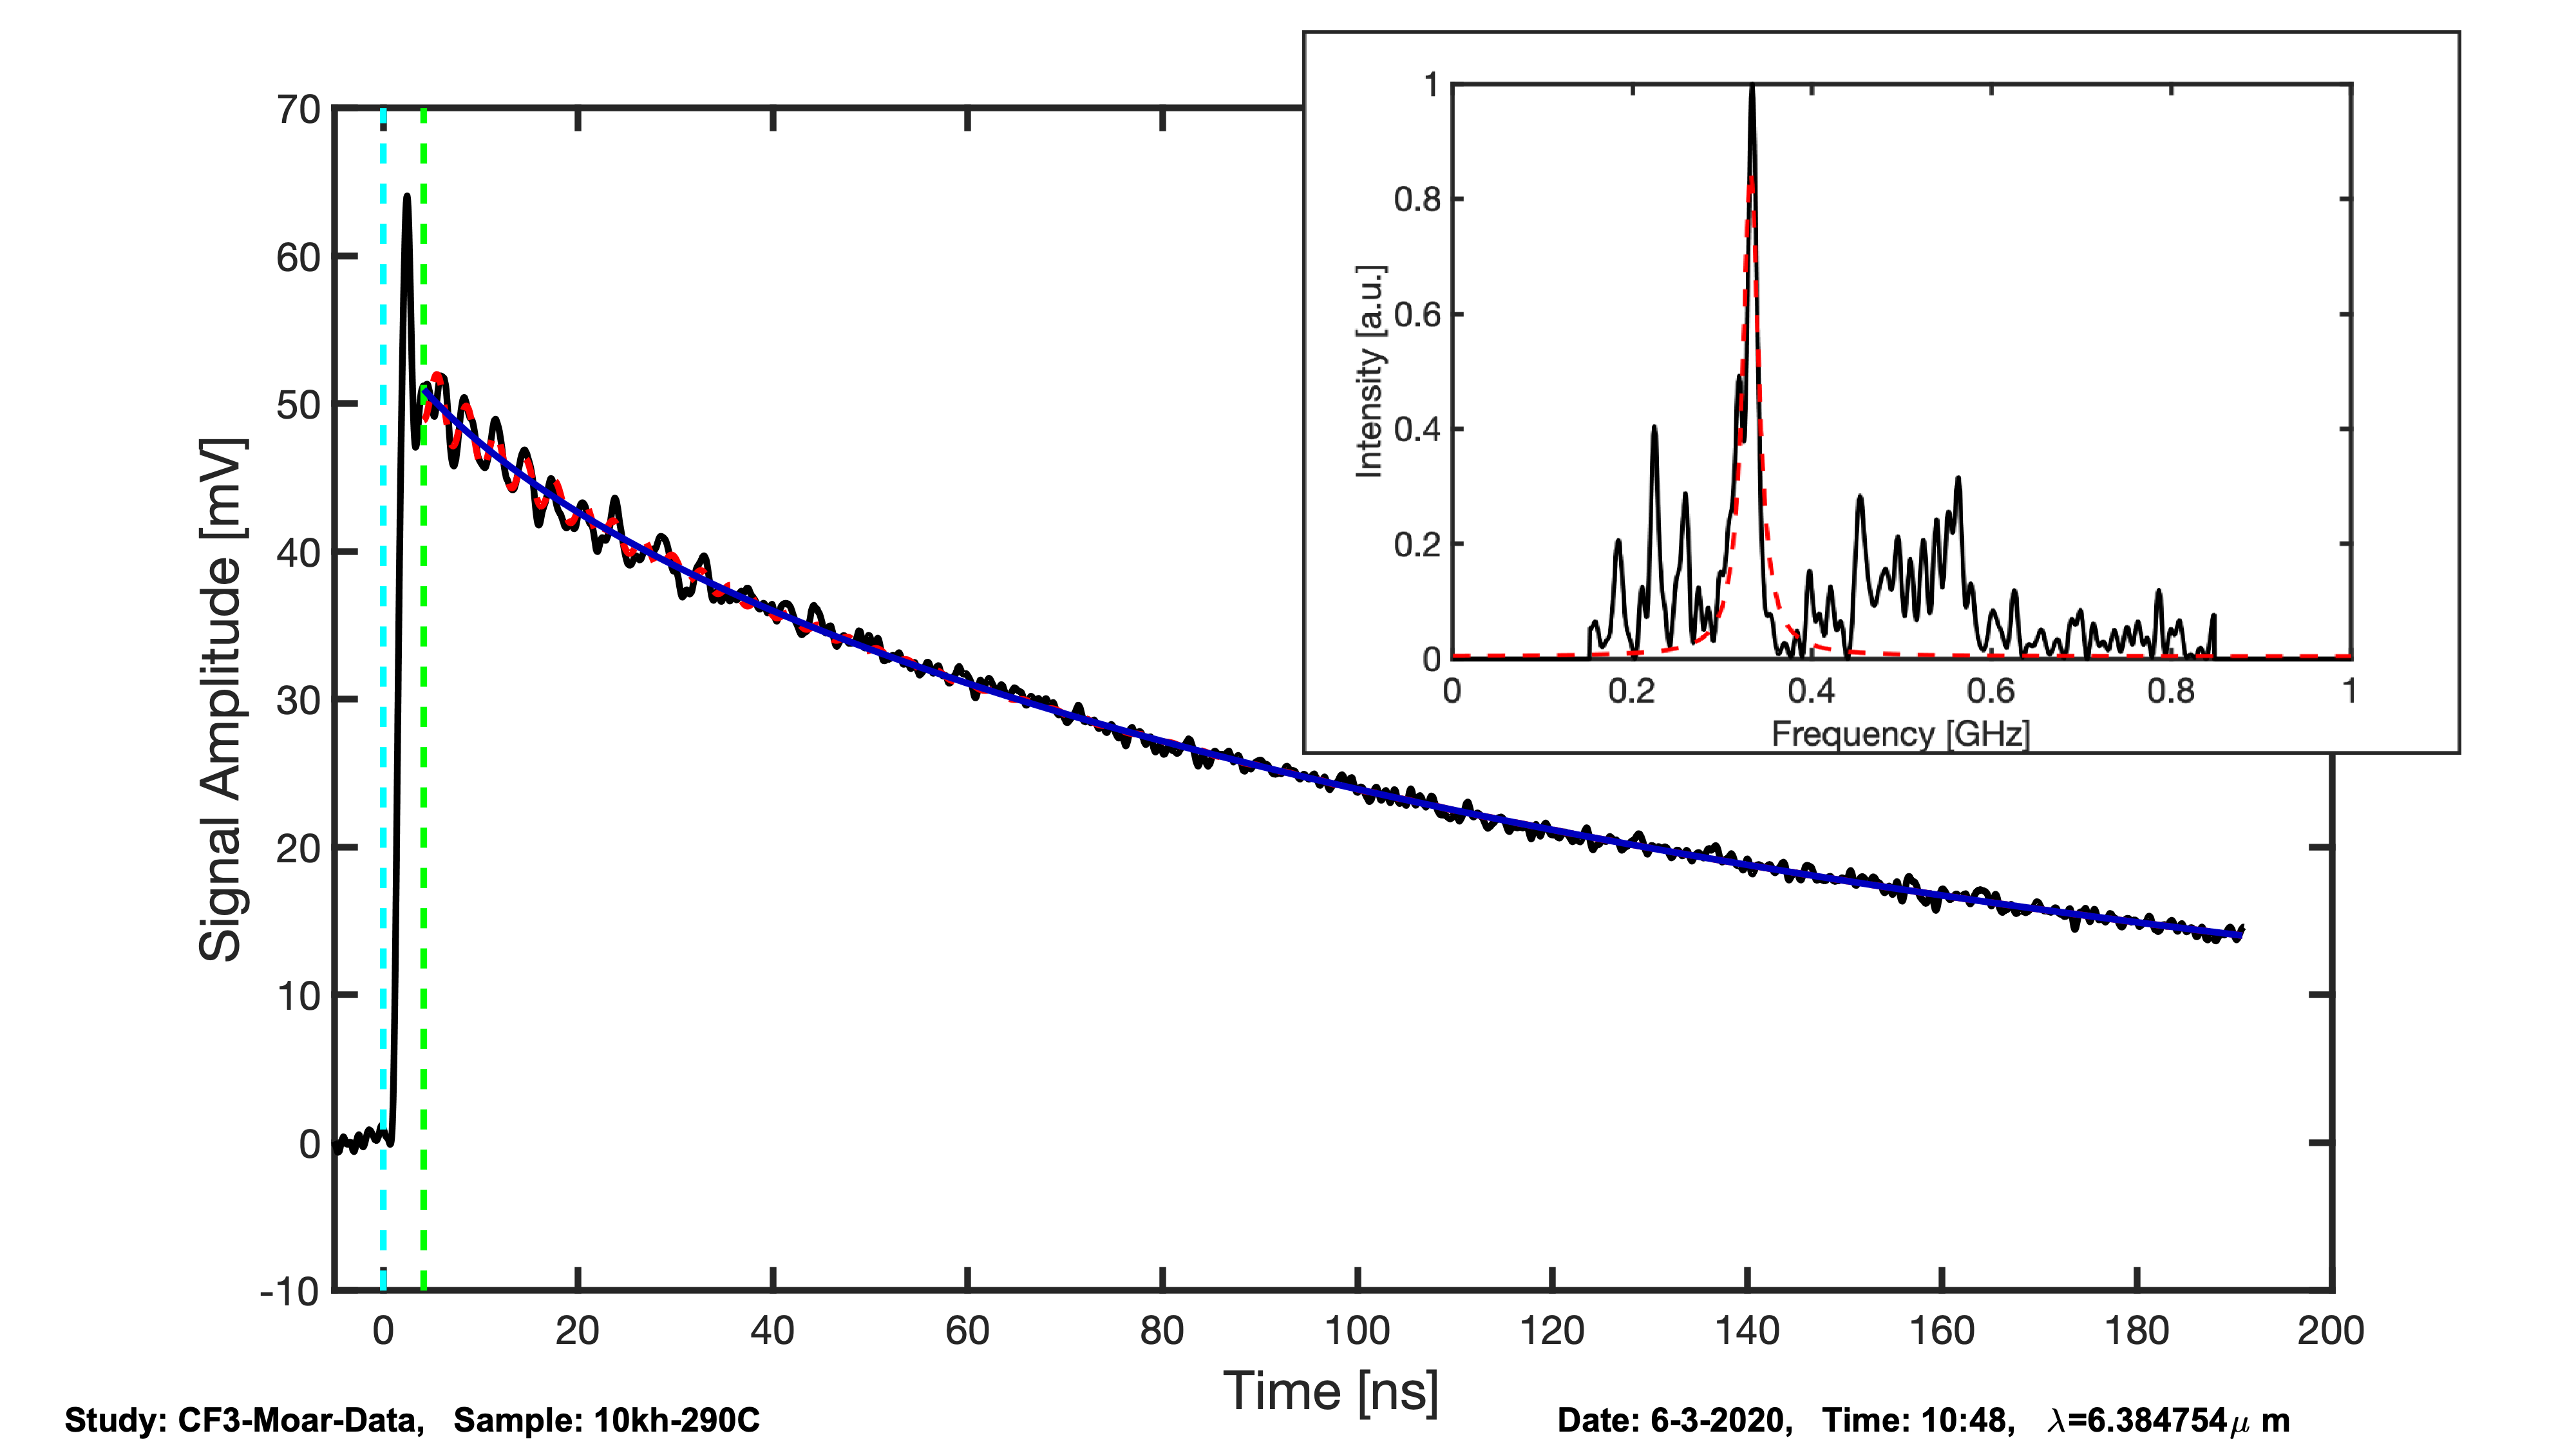 70
60
50
40
30
20
10
0
-10
Signal Amplitude [mV]
0 20 40 60 80 100 120 140 160 180 200
Time [ns]
1
0.8
0.6
0.4
0.2
0
Intensity [a.u.]
0 0.2 0.4 0.6 0.8 1
Frequency [GHz]
Study: CF3-Moar-Data, Sample: 10kh-290C
Date: 6-3-2020, Time: 10:48, λ=6.384754μ m